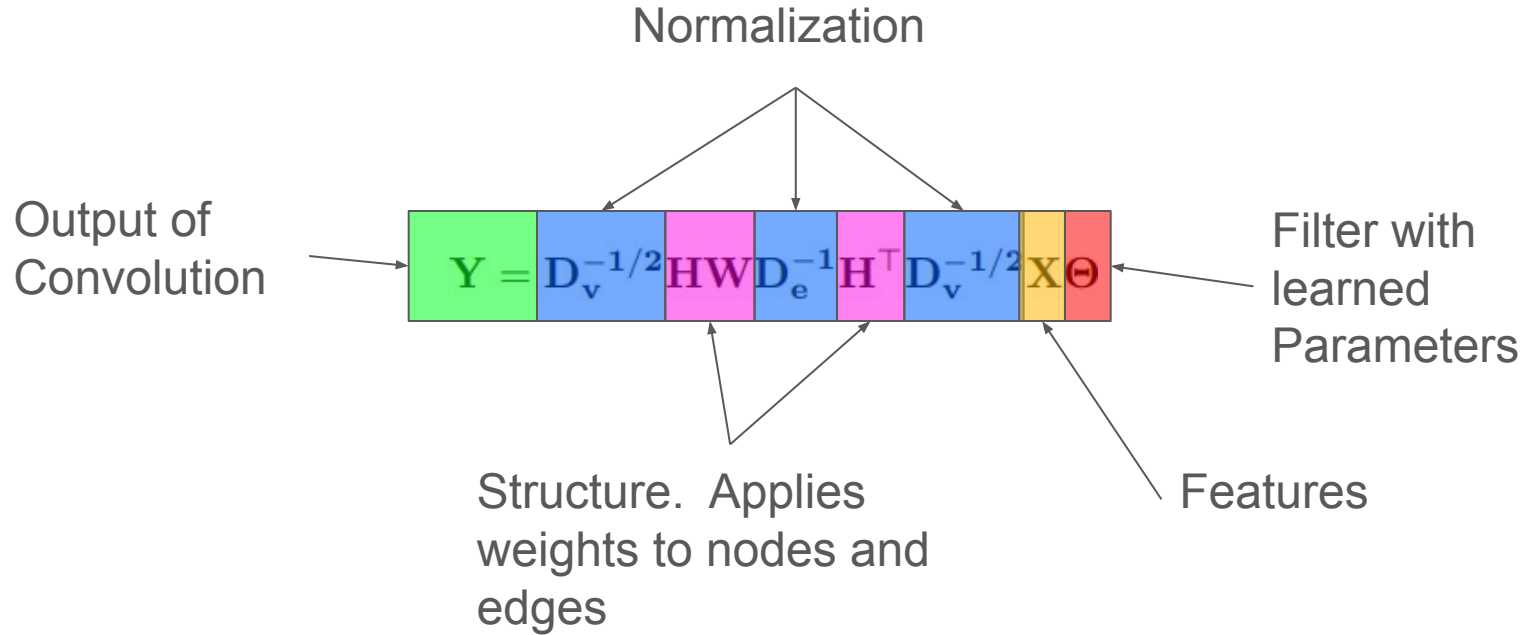 Normalization
Output of
Convolution
Y = D_v^{-1/2} H W D_e^{-1} H^⊤ D_v^{-1/2} X Θ
Filter with
learned
Parameters
Structure. Applies
weights to nodes and
edges
Features